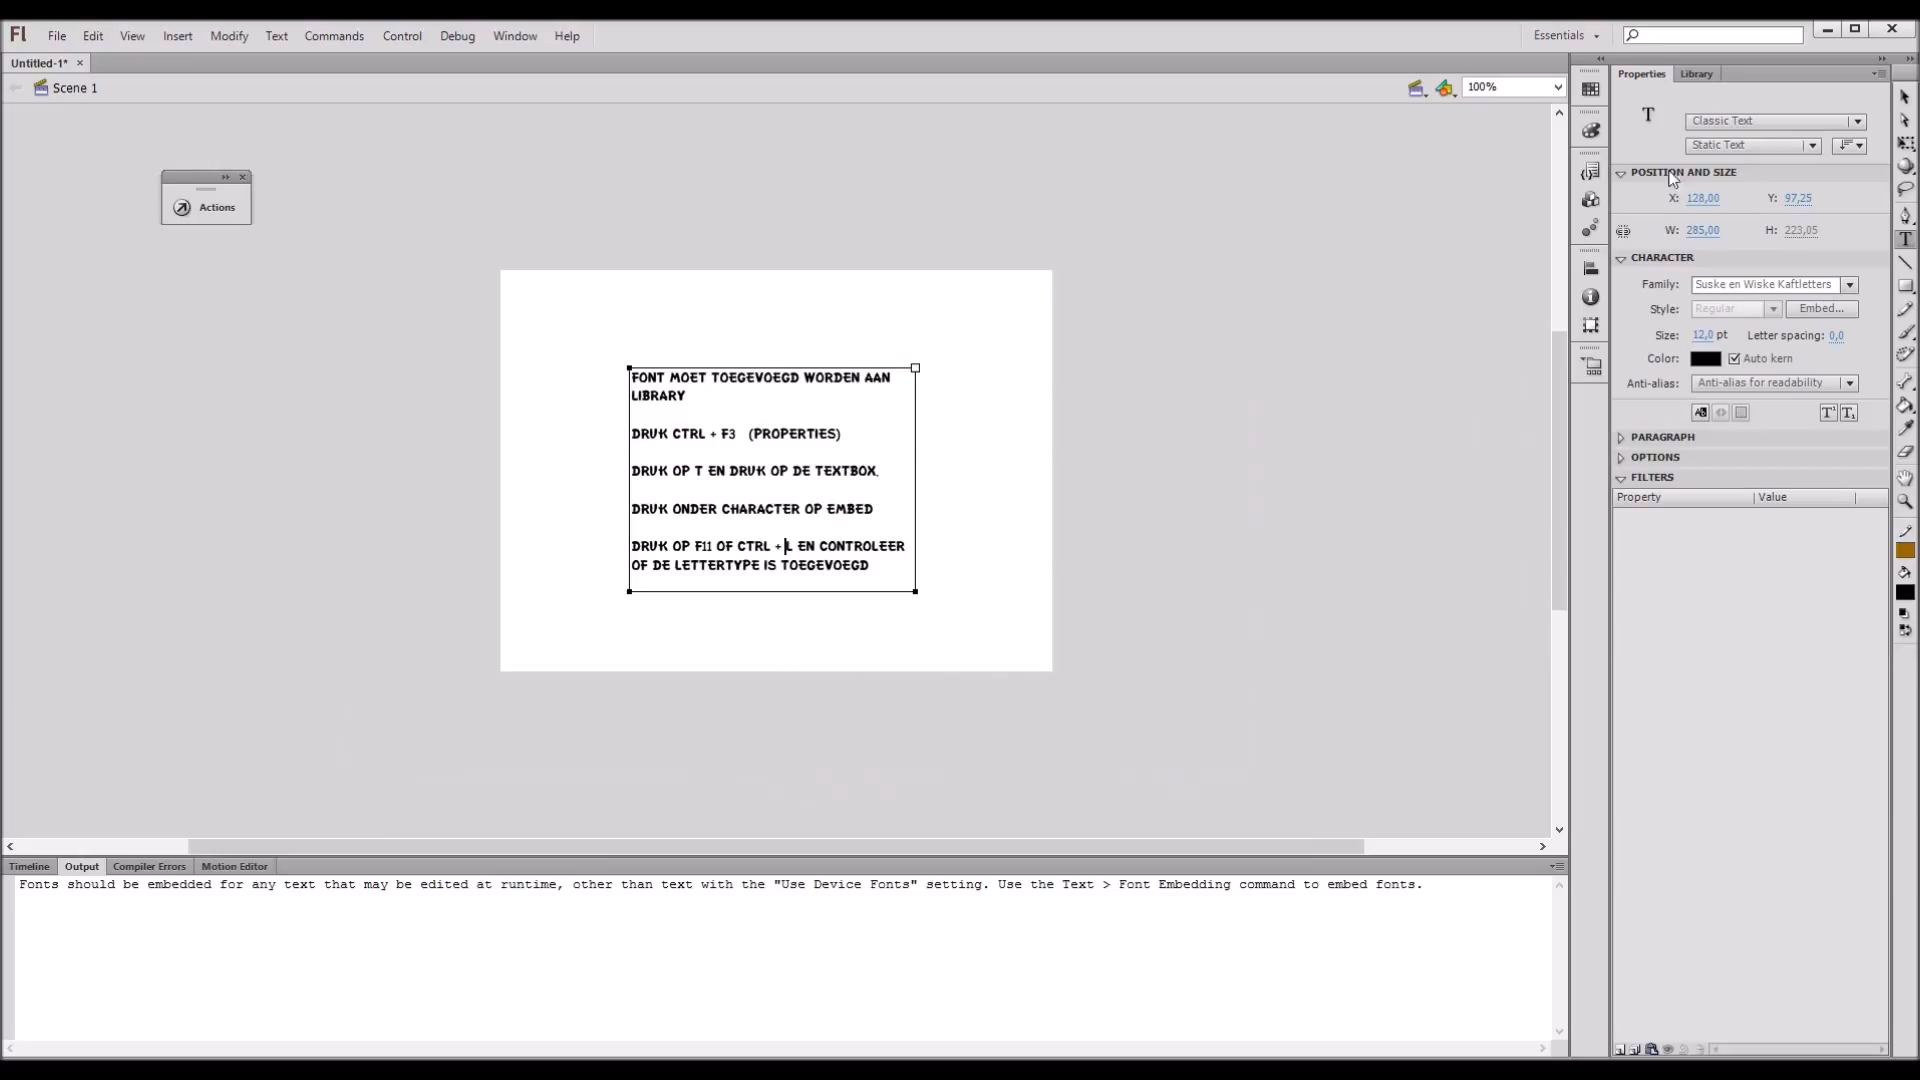 Fl File Edit View Insert Modify Text Commands Control Debug Window Help Essentials
Untitled-1* ×
Scene 1 100%
Actions
FONT MOET TOEGEVOEGD WORDEN AAN
LIBRARY
DRUK CTRL + F3 (PROPERTIES)
DRUK OP T EN DRUK OP DE TEXTBOX.
DRUK ONDER CHARACTER OP EMBED
DRUK OP F11 OF CTRL + L EN CONTROLEER
OF DE LETTERTYPE IS TOEGEVOEGD
Properties Library
T Classic Text
Static Text
POSITION AND SIZE
X: 128,00 Y: 97,25
W: 285,00 H: 223,05
CHARACTER
Family: Suske en Wiske Kaftletters
Style: Regular Embed...
Size: 12,0 pt Letter spacing: 0,0
Color: Auto kern
Anti-alias: Anti-alias for readability
PARAGRAPH
OPTIONS
FILTERS
Property Value
Timeline Output Compiler Errors Motion Editor
Fonts should be embedded for any text that may be edited at runtime, other than text with the "Use Device Fonts" setting. Use the Text > Font Embedding command to embed fonts.